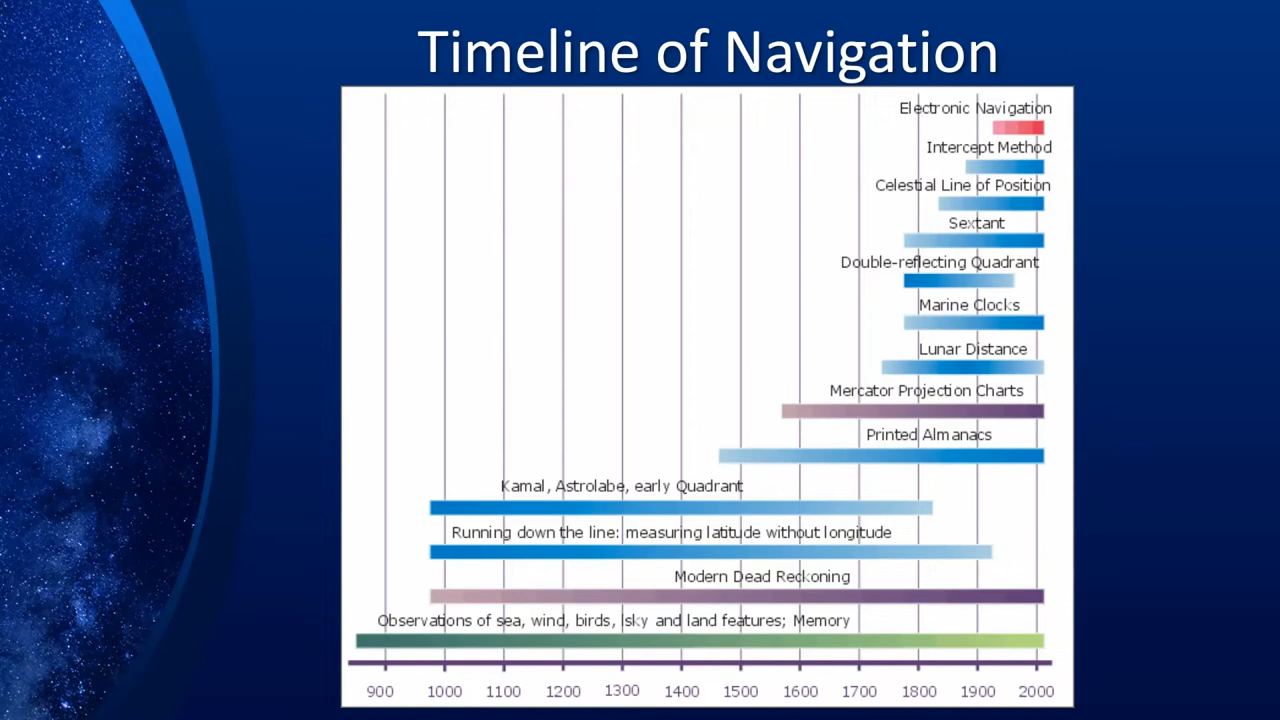 Timeline of Navigation
Electronic Navigation
Intercept Method
Celestial Line of Position
Sextant
Double-reflecting Quadrant
Marine Clocks
Lunar Distance
Mercator Projection Charts
Printed Almanacs
Kamal, Astrolabe, early Quadrant
Running down the line: measuring latitude without longitude
Modern Dead Reckoning
Observations of sea, wind, birds, lsky and land features; Memory
900 1000 1100 1200 1300 1400 1500 1600 1700 1800 1900 2000